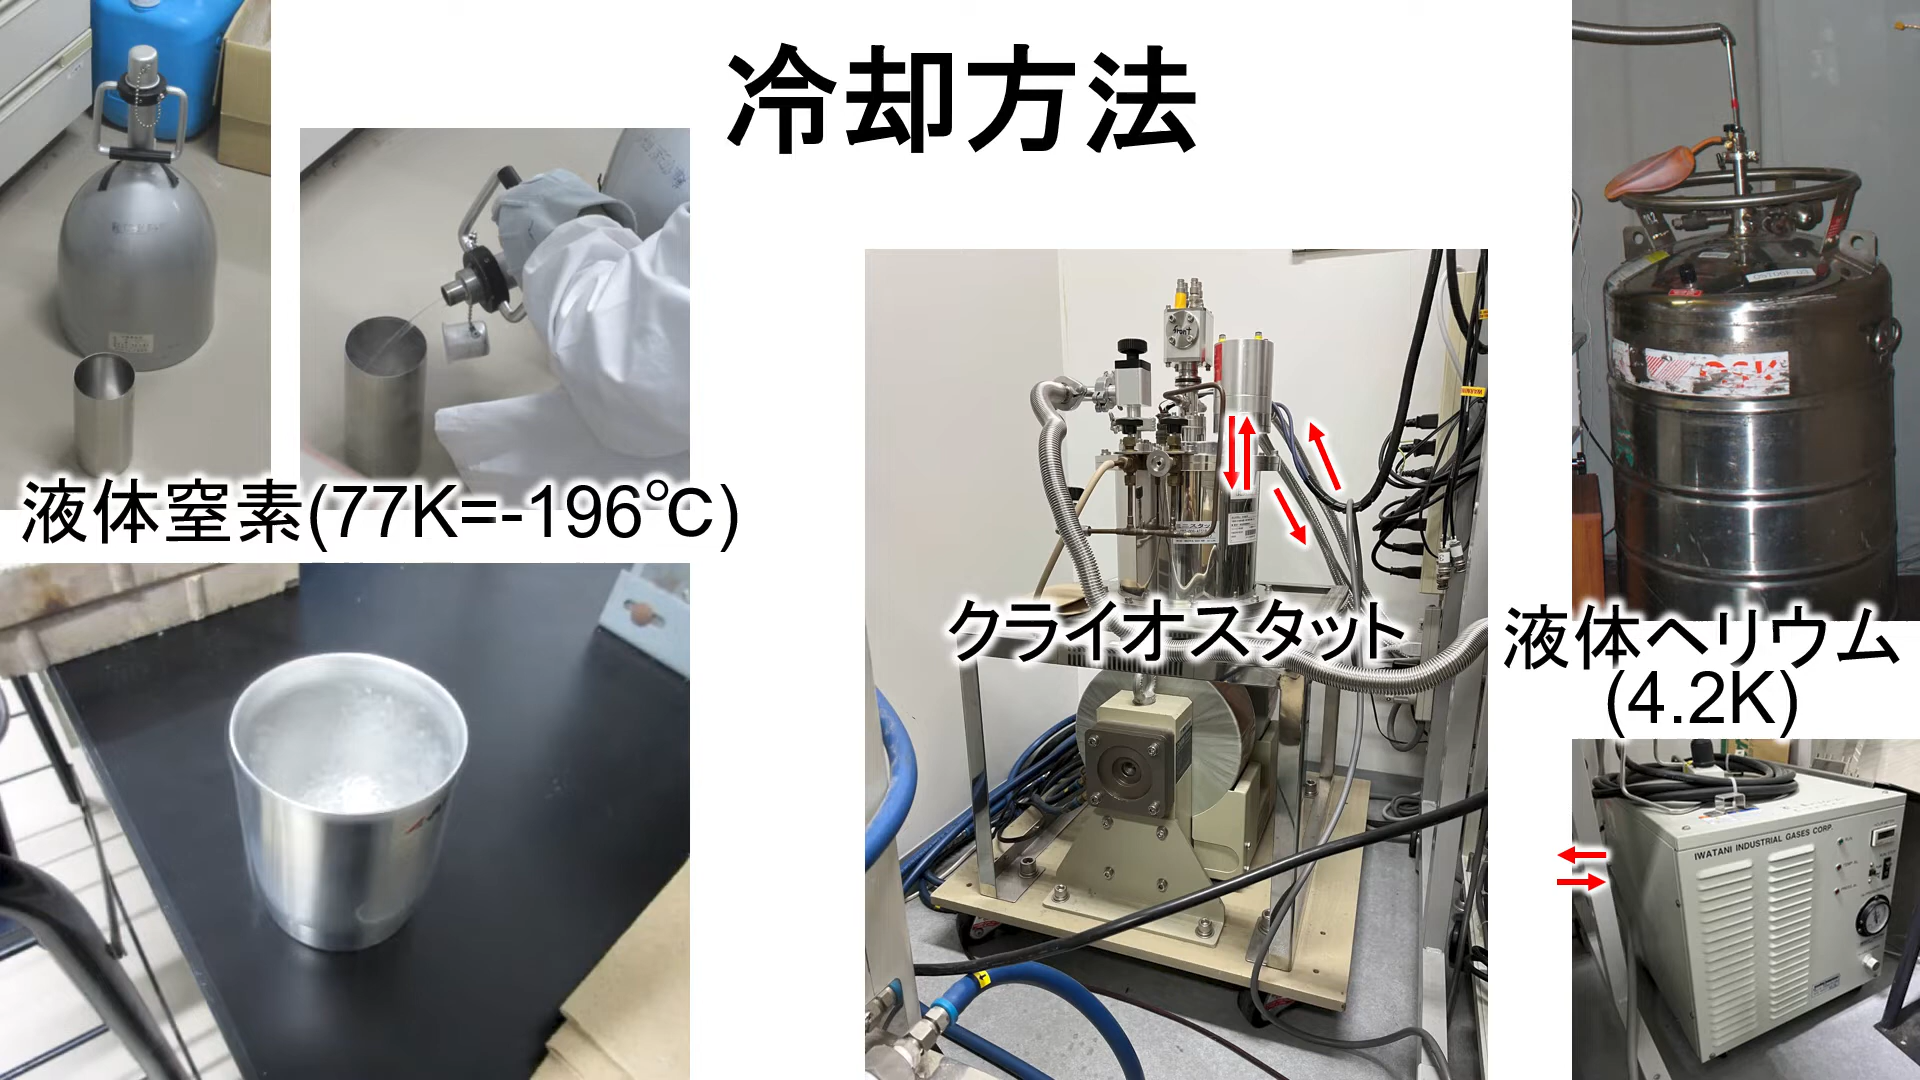 冷却方法
液体窒素(77K=-196℃)
front
クライオスタット
液体ヘリウム
(4.2K)
IWATANI INDUSTRIAL GASES CORP.